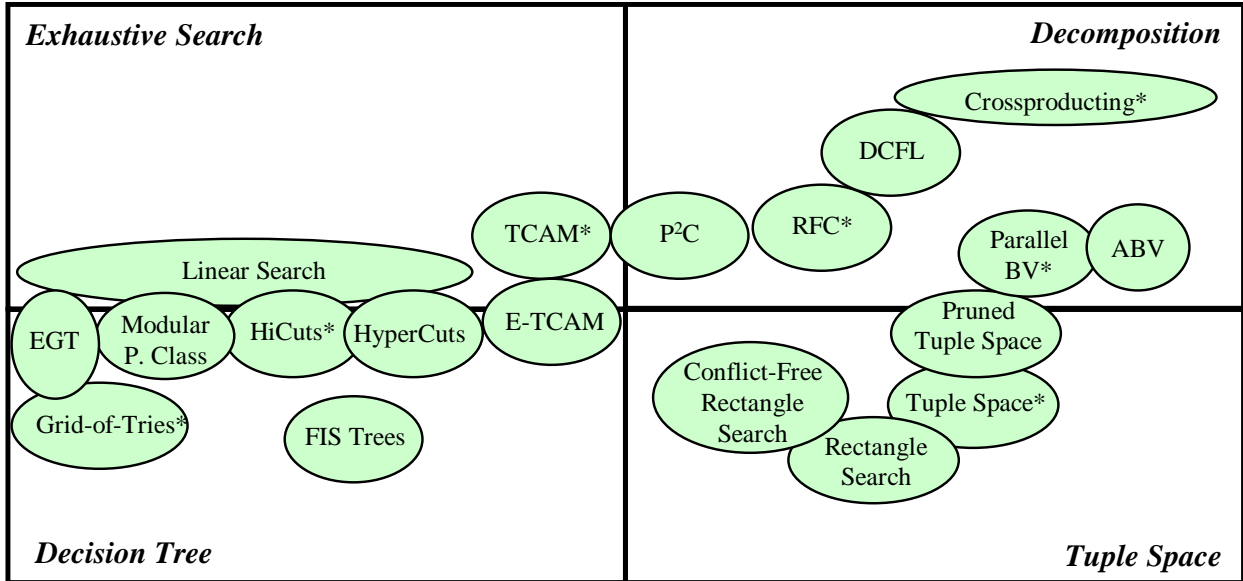 Exhaustive Search
Decomposition
Crossproducting*
DCFL
TCAM*
P²C
RFC*
Parallel
BV*
ABV
Linear Search
EGT
Modular
P. Class
HiCuts*
HyperCuts
E-TCAM
Pruned
Tuple Space
Conflict-Free
Rectangle
Search
Tuple Space*
Grid-of-Tries*
FIS Trees
Rectangle
Search
Decision Tree
Tuple Space